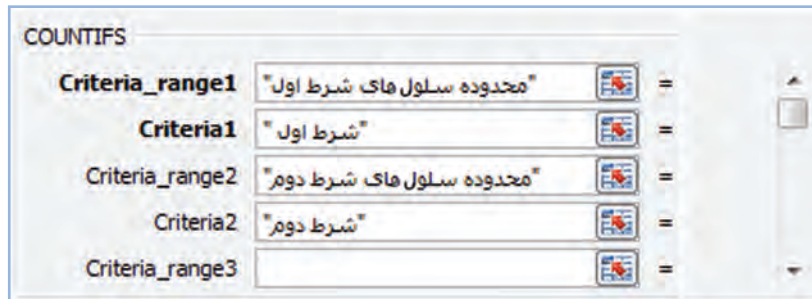 COUNTIFS
Criteria_range1 "محدوده سلول‌های شرط اول" =
Criteria1 "شرط اول " =
Criteria_range2 "محدوده سلول‌های شرط دوم" =
Criteria2 "شرط دوم" =
Criteria_range3 =